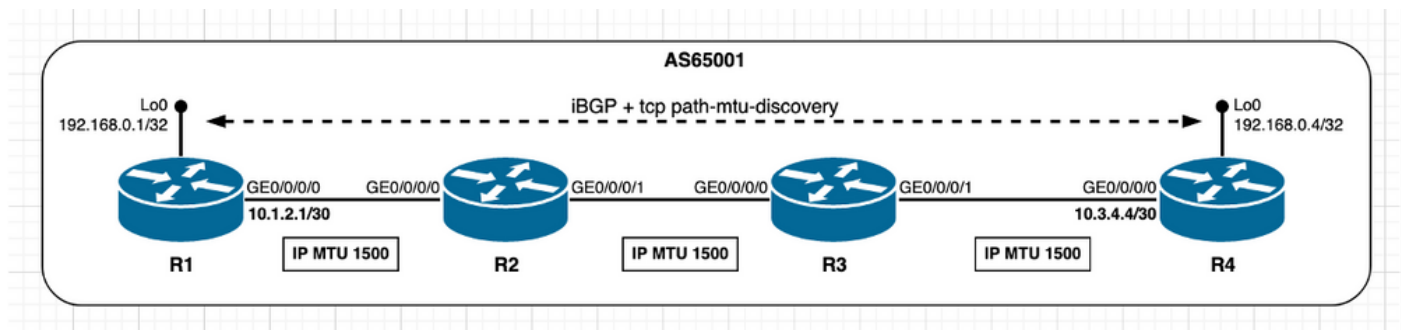 AS65001
iBGP + tcp path-mtu-discovery
Lo0
192.168.0.1/32
Lo0
192.168.0.4/32
GE0/0/0/0
GE0/0/0/0
GE0/0/0/1
GE0/0/0/0
GE0/0/0/1
GE0/0/0/0
10.1.2.1/30
10.3.4.4/30
IP MTU 1500
IP MTU 1500
IP MTU 1500
R1
R2
R3
R4